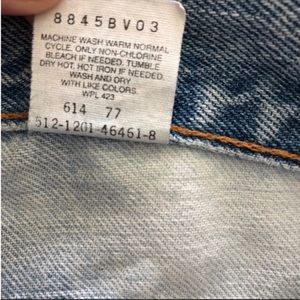 8845BV03
MACHINE WASH WARM NORMAL
CYCLE. ONLY NON-CHLORINE
BLEACH IF NEEDED. TUMBLE
DRY HOT. HOT IRON IF NEEDED.
WASH AND DRY
WITH LIKE COLORS.
WPL 423
614 77
512-1201-46461-8